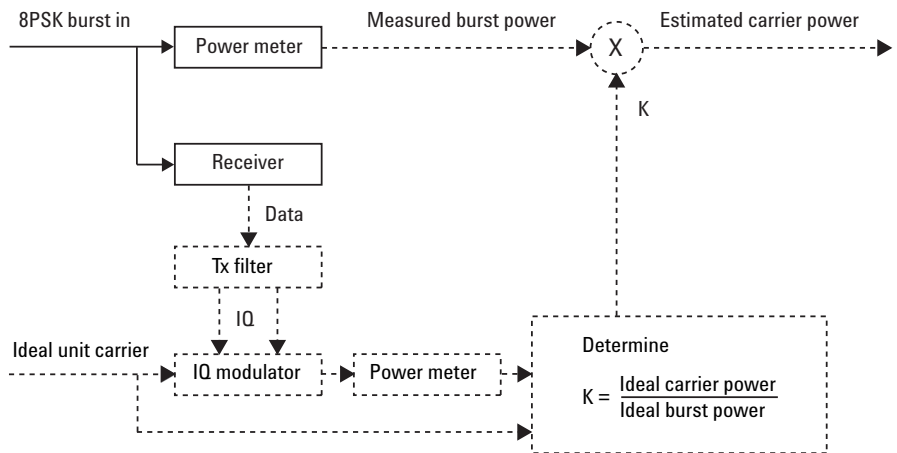 8PSK burst in
Measured burst power
Estimated carrier power
Power meter
X
K
Receiver
Data
Tx filter
IQ
Ideal unit carrier
IQ modulator
Power meter
Determine
K = Ideal carrier power
Ideal burst power